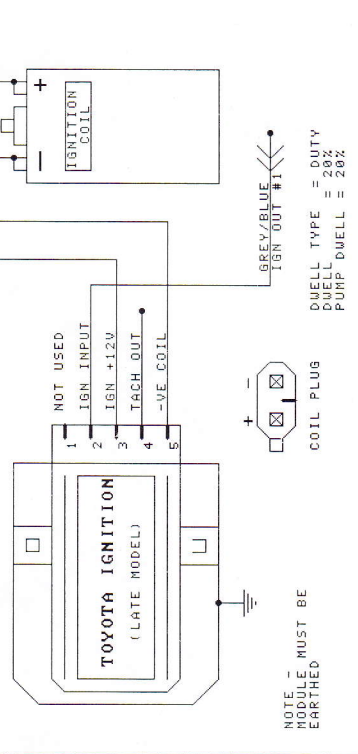 +
-
IGNITION
COIL
GREY/BLUE
IGN OUT #1
DWELL TYPE = DUTY
DWELL = 20%
PUMP DWELL = 20%
NOT USED
IGN INPUT
IGN +12V
TACH OUT
-VE COIL
1
2
3
4
5
+ -
COIL PLUG
TOYOTA IGNITION
(LATE MODEL)
NOTE -
MODULE MUST BE
EARTHED